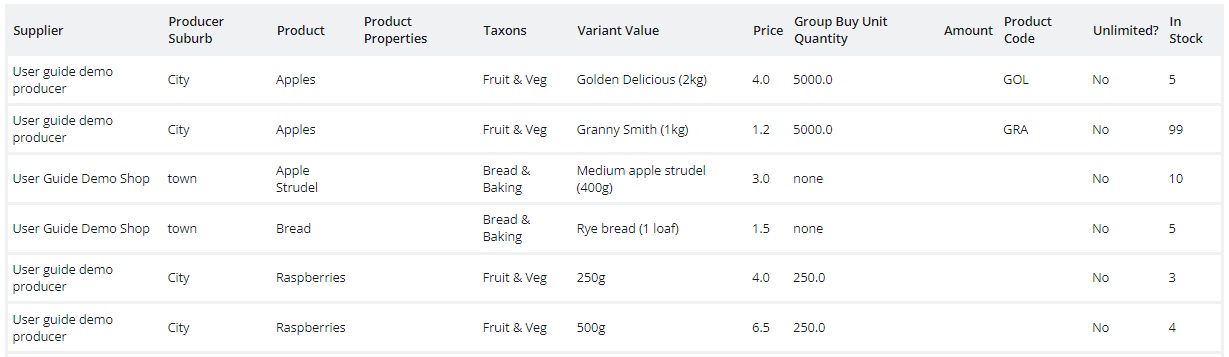 Supplier Producer Suburb Product Product Properties Taxons Variant Value Price Group Buy Unit Quantity Amount Product Code Unlimited? In Stock
User guide demo producer City Apples Fruit & Veg Golden Delicious (2kg) 4.0 5000.0 GOL No 5
User guide demo producer City Apples Fruit & Veg Granny Smith (1kg) 1.2 5000.0 GRA No 99
User Guide Demo Shop town Apple Strudel Bread & Baking Medium apple strudel (400g) 3.0 none No 10
User Guide Demo Shop town Bread Bread & Baking Rye bread (1 loaf) 1.5 none No 5
User guide demo producer City Raspberries Fruit & Veg 250g 4.0 250.0 No 3
User guide demo producer City Raspberries Fruit & Veg 500g 6.5 250.0 No 4